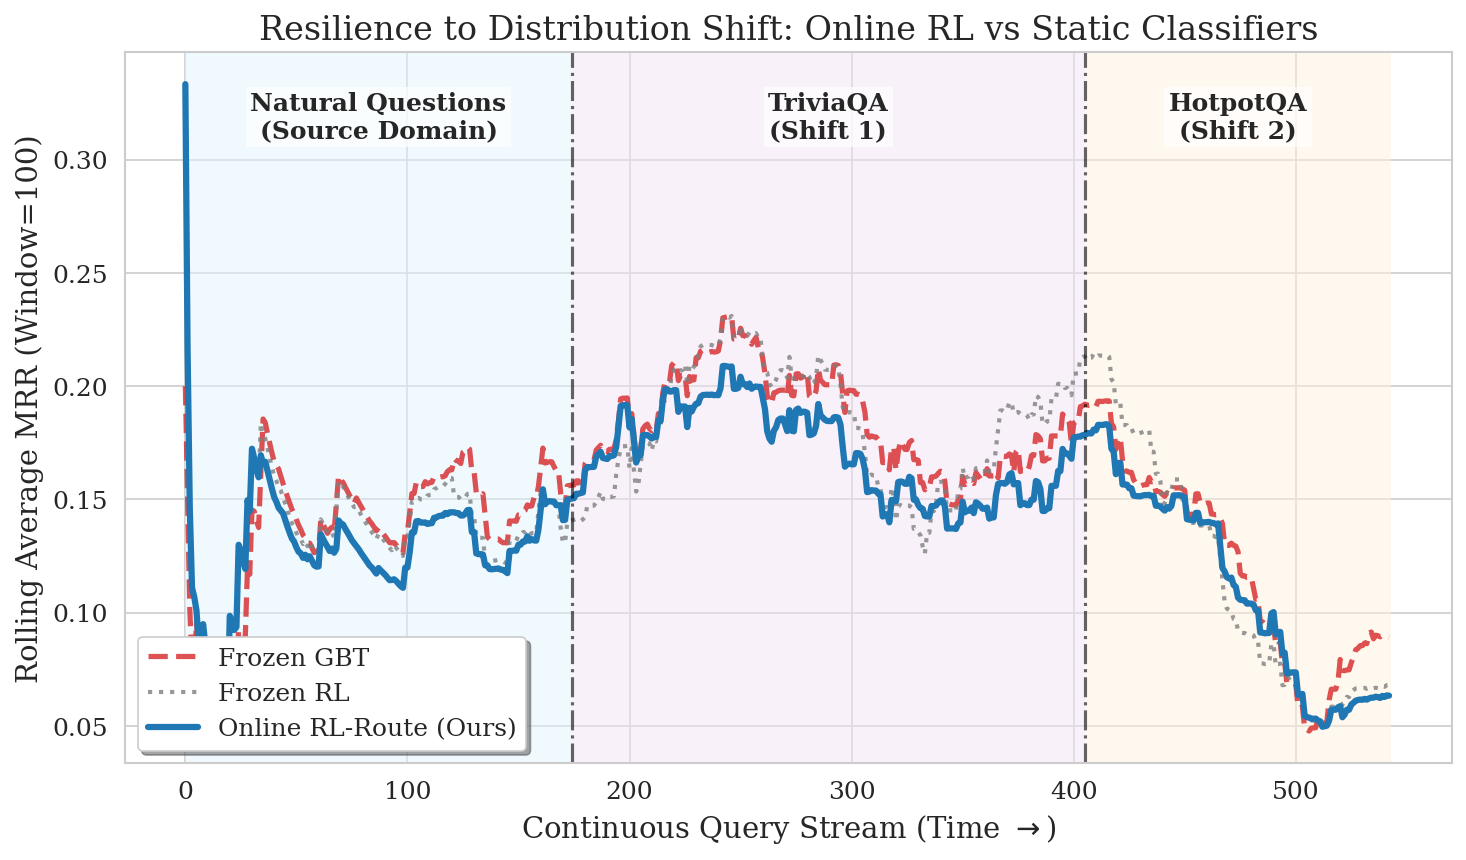 Resilience to Distribution Shift: Online RL vs Static Classifiers
Natural Questions
(Source Domain)
TriviaQA
(Shift 1)
HotpotQA
(Shift 2)
Rolling Average MRR (Window=100)
0.30
0.25
0.20
0.15
0.10
0.05
Frozen GBT
Frozen RL
Online RL-Route (Ours)
0
100
200
300
400
500
Continuous Query Stream (Time →)